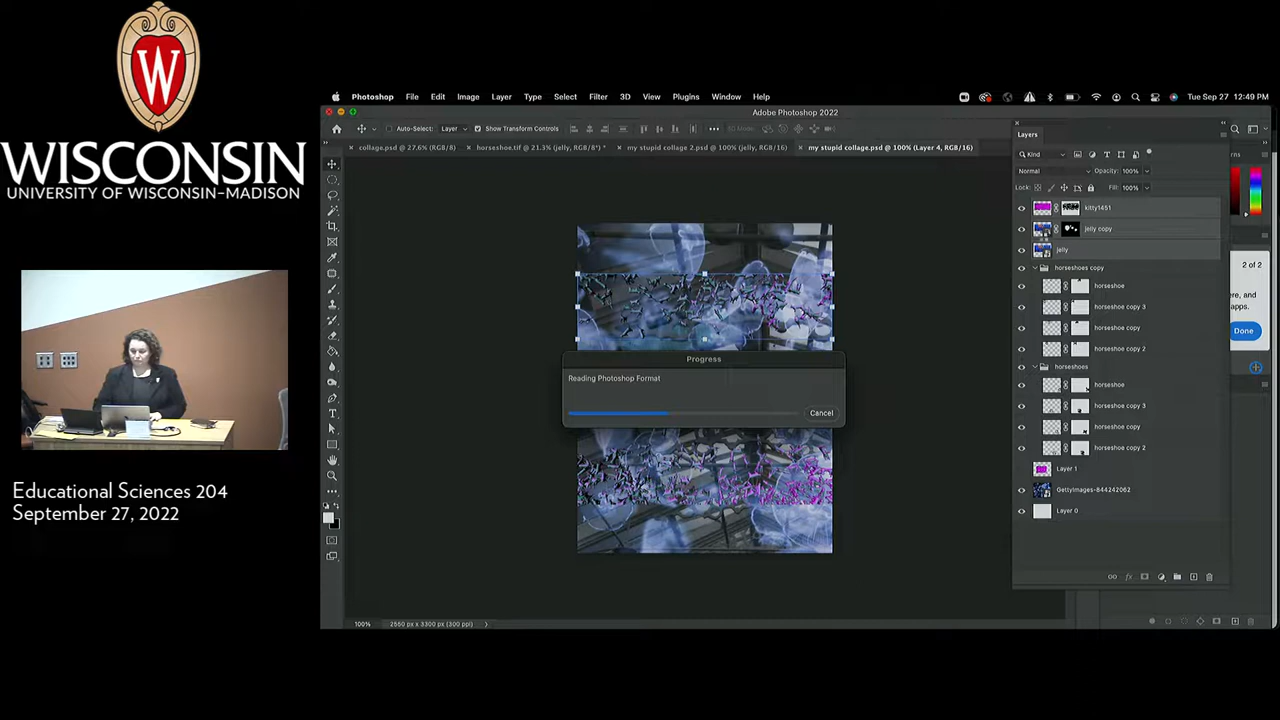 W
WISCONSIN
UNIVERSITY OF WISCONSIN-MADISON
Educational Sciences 204
September 27, 2022
Photoshop File Edit Image Layer Type Select Filter 3D View Plugins Window Help
Tue Sep 27 12:49 PM
Adobe Photoshop 2022
Auto-Select: Layer Show Transform Controls
collage.psd @ 27.6% (RGB/8)
horseshoe.tif @ 21.3% (jelly, RGB/8*) *
my stupid collage 2.psd @ 100% (jelly, RGB/16)
my stupid collage.psd @ 100% (Layer 4, RGB/16)
Progress
Reading Photoshop Format
Cancel
100% 2550 px x 3300 px (300 ppi)
Layers
Kind
Normal Opacity: 100%
Lock: Fill: 100%
kitty1451
jelly copy
jelly
horseshoes copy
horseshoe
horseshoe copy 3
horseshoe copy
horseshoe copy 2
horseshoes
horseshoe
horseshoe copy 3
horseshoe copy
horseshoe copy 2
Layer 1
GettyImages-844242062
Layer 0
fx
rns
2 of 2
re, and
apps.
Done